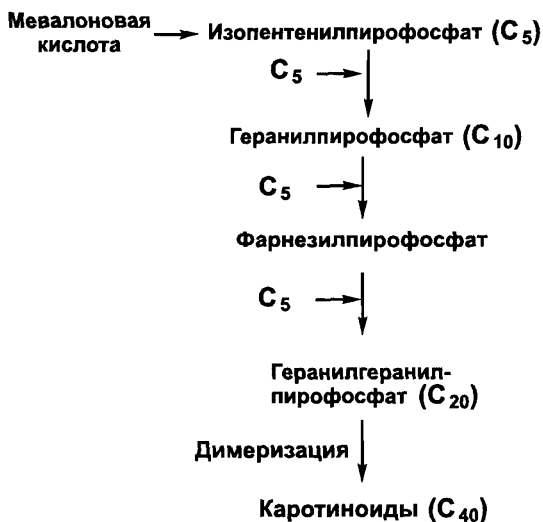 Мевалоновая
кислота
Изопентенилпирофосфат (C5)
C5
Геранилпирофосфат (C10)
C5
Фарнезилпирофосфат
C5
Геранилгеранил-
пирофосфат (C20)
Димеризация
Каротиноиды (C40)